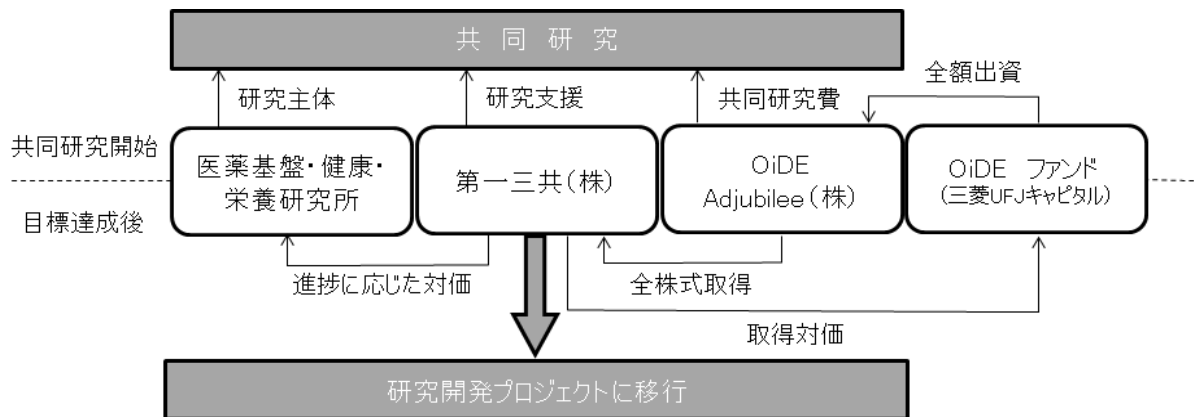 共 同 研 究
全額出資
研究主体
研究支援
共同研究費
共同研究開始
医薬基盤・健康・
栄養研究所
第一三共(株)
OiDE
Adjubilee(株)
OiDE ファンド
(三菱UFJキャピタル)
目標達成後
進捗に応じた対価
全株式取得
取得対価
研究開発プロジェクトに移行